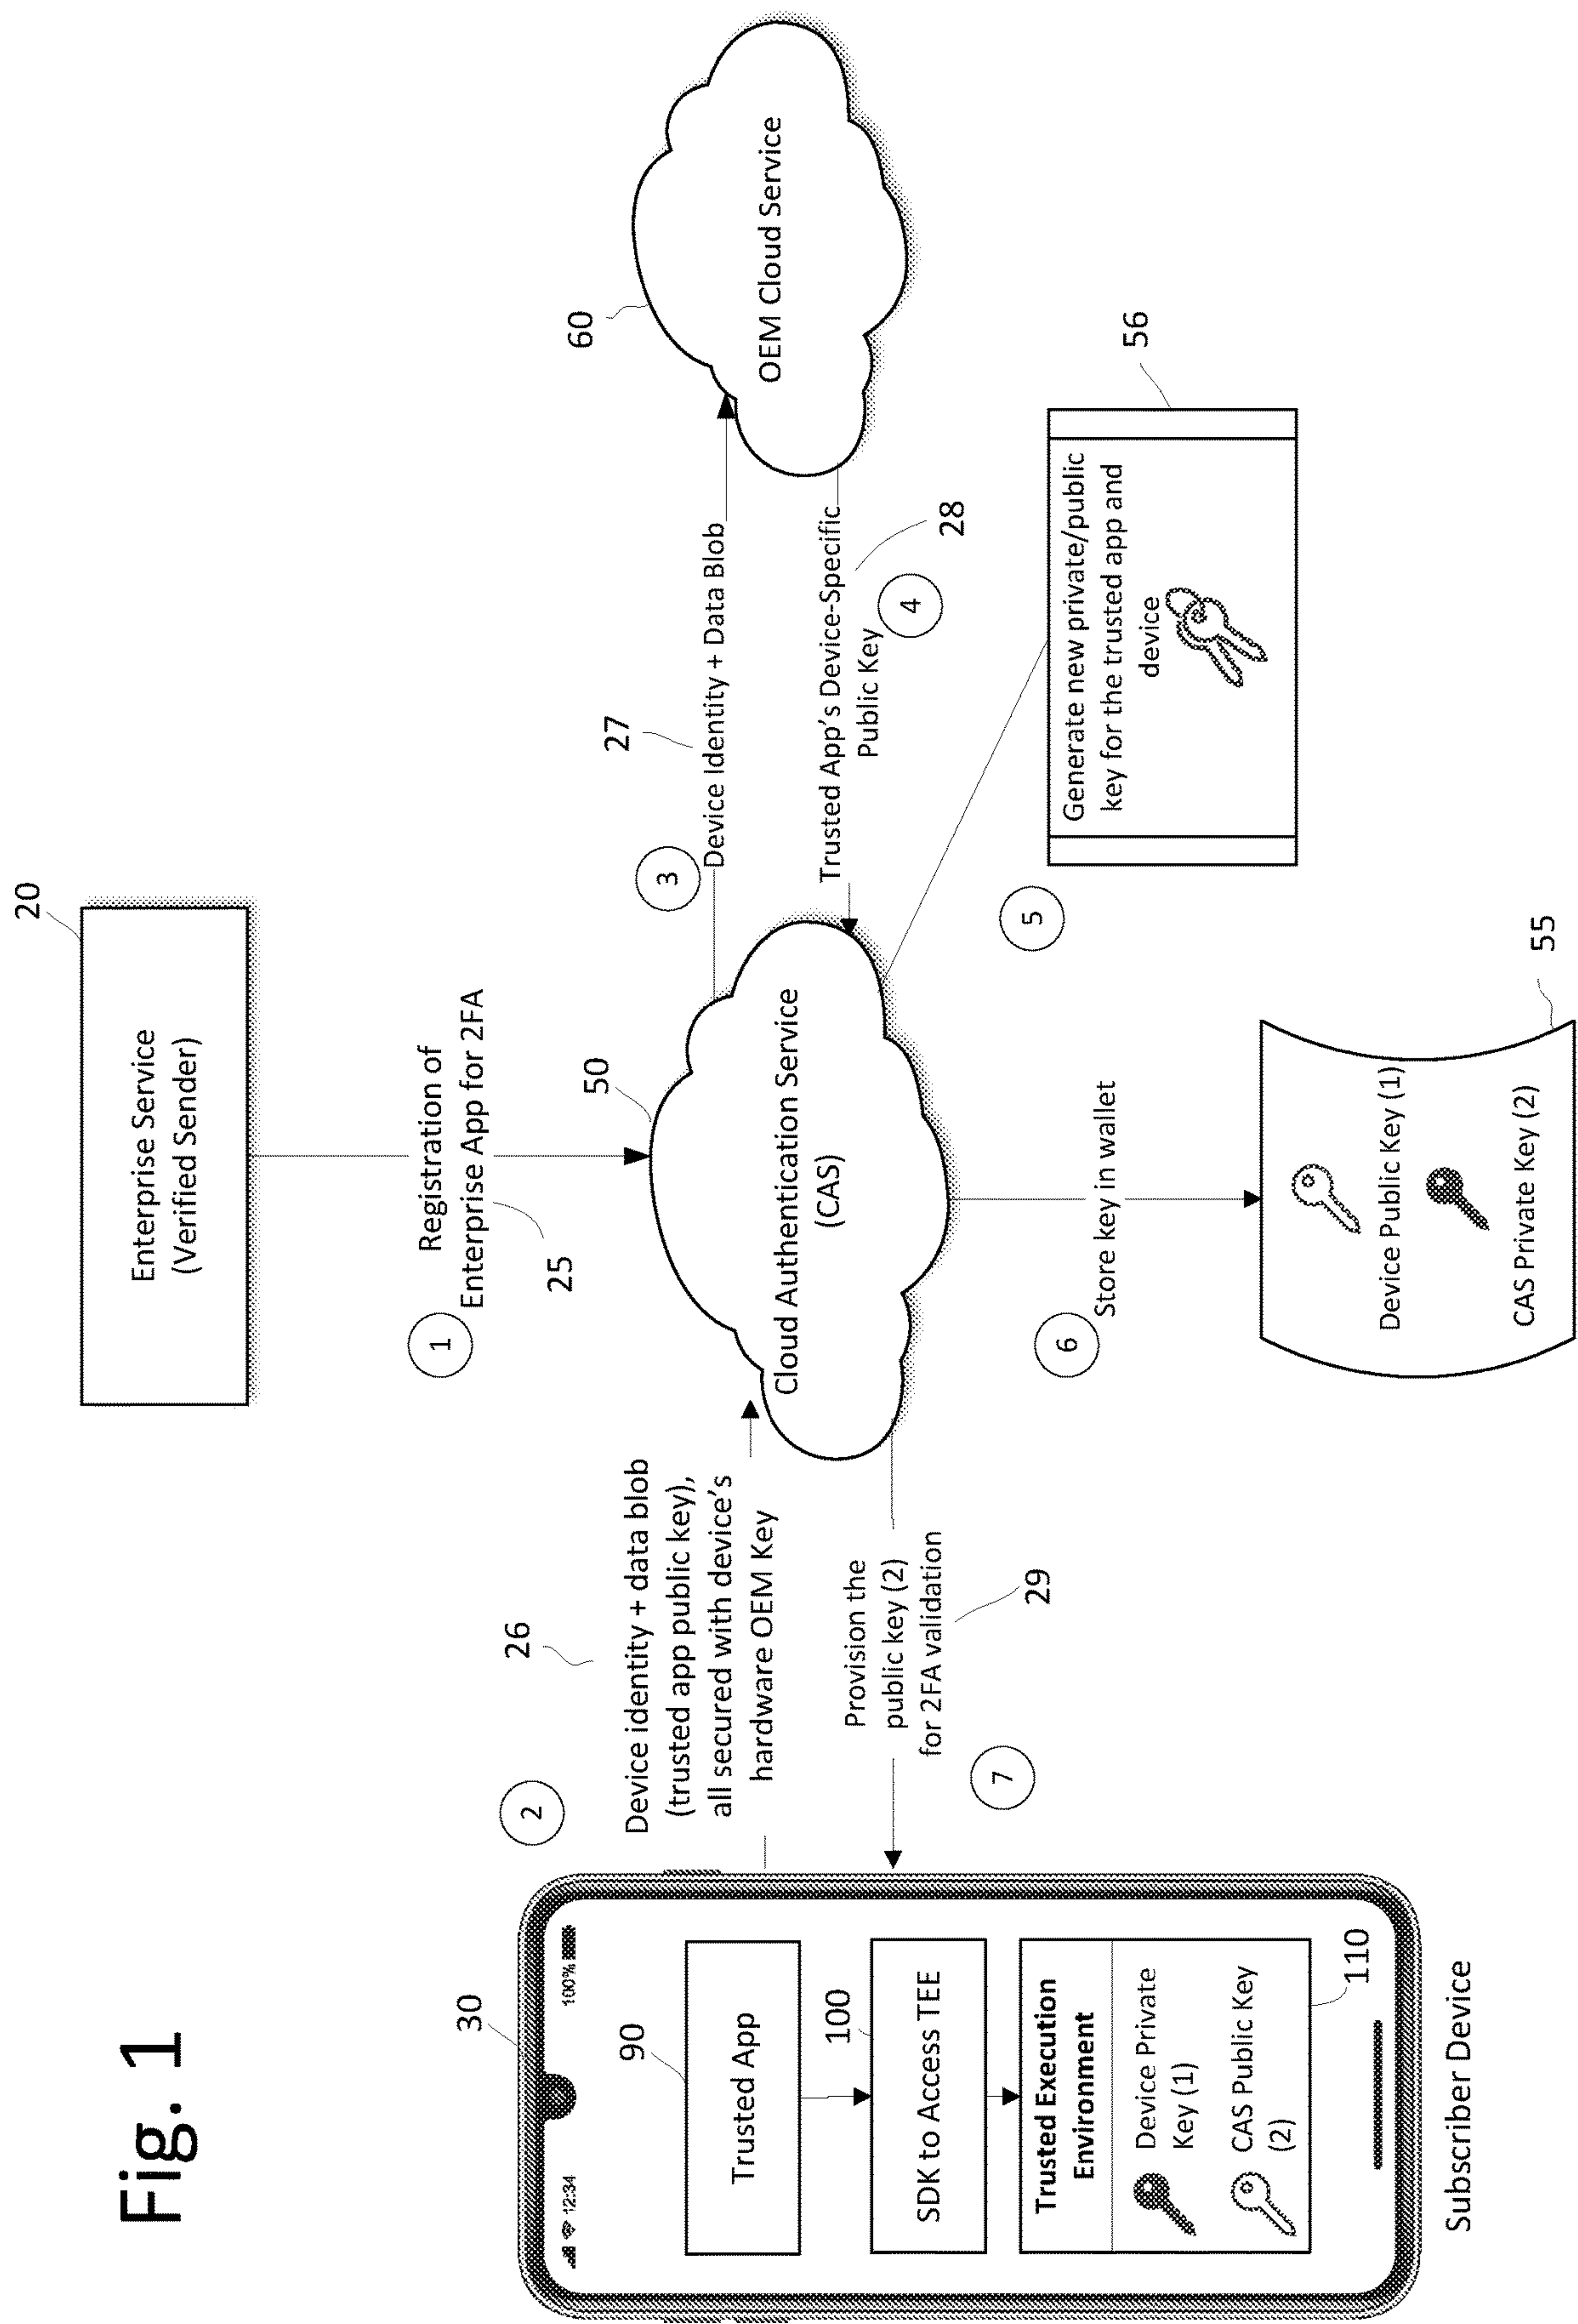 Fig. 1
20
Enterprise Service
(Verified Sender)
1
Registration of
Enterprise App for 2FA
25
30
12:34
100%
90
Trusted App
100
SDK to Access TEE
Trusted Execution
Environment
Device Private
Key (1)
CAS Public Key
(2)
110
Subscriber Device
2
26
Device identity + data blob
(trusted app public key),
all secured with device's
hardware OEM Key
Provision the
public key (2)
for 2FA validation
29
7
50
Cloud Authentication Service
(CAS)
3
27
Device Identity + Data Blob
Trusted App's Device-Specific
Public Key
28
4
60
OEM Cloud Service
5
56
Generate new private/public
key for the trusted app and
device
6
Store key in wallet
55
Device Public Key (1)
CAS Private Key (2)